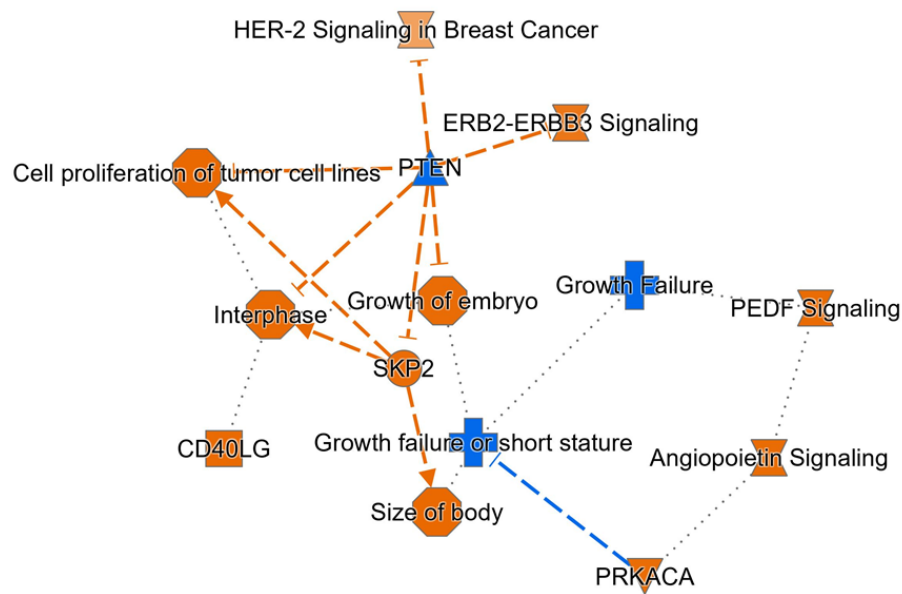 HER-2 Signaling in Breast Cancer
ERB2-ERBB3 Signaling
PTEN
Cell proliferation of tumor cell lines
Growth Failure
Growth of embryo
PEDF Signaling
Interphase
SKP2
Growth failure or short stature
CD40LG
Angiopoietin Signaling
Size of body
PRKACA